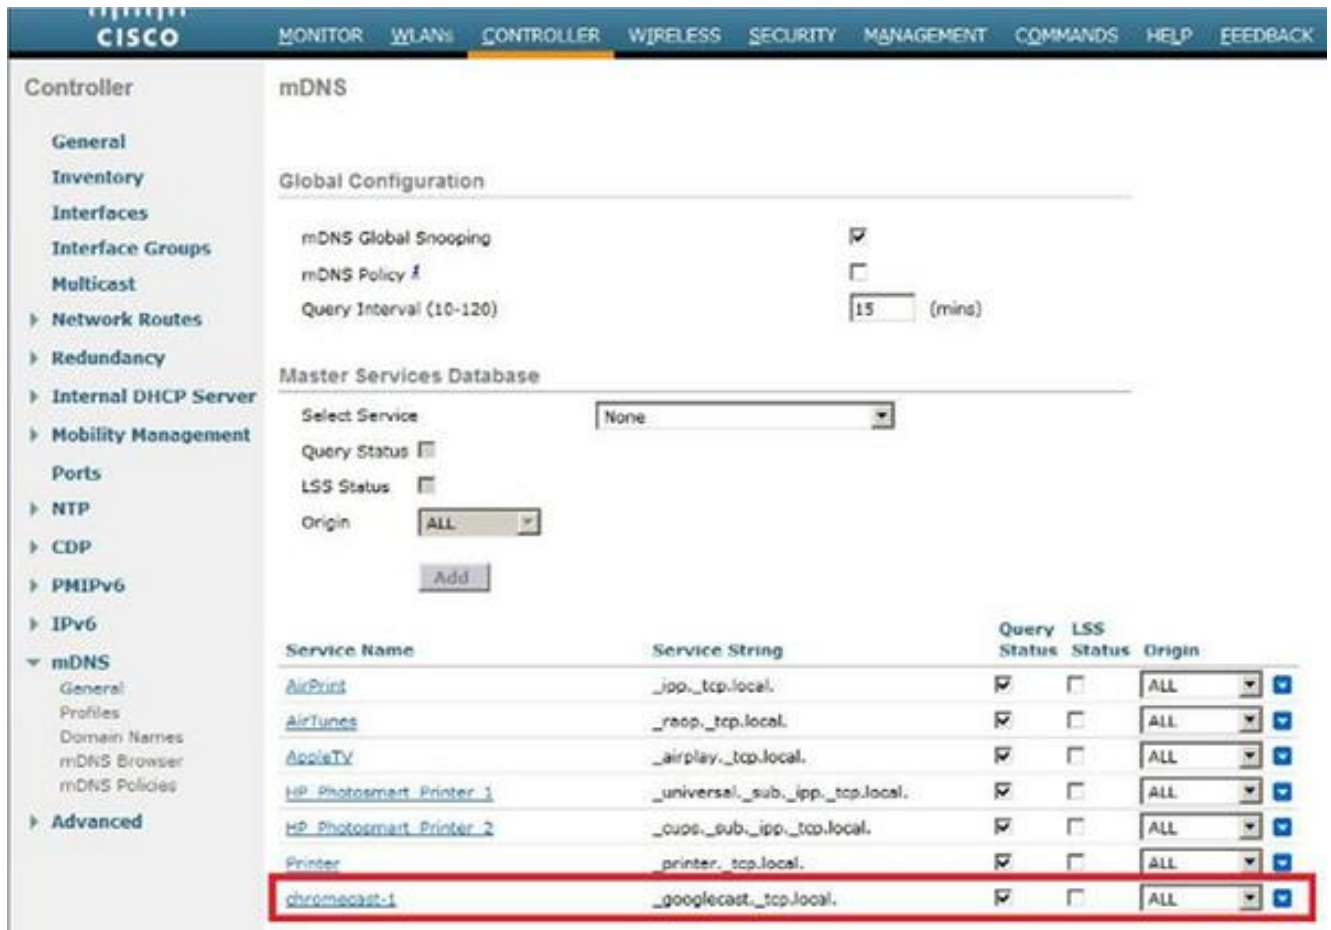 CISCO MONITOR WLANs CONTROLLER WIRELESS SECURITY MANAGEMENT COMMANDS HELP FEEDBACK
Controller
General
Inventory
Interfaces
Interface Groups
Multicast
Network Routes
Redundancy
Internal DHCP Server
Mobility Management
Ports
NTP
CDP
PMIPv6
IPv6
mDNS
General
Profiles
Domain Names
mDNS Browser
mDNS Policies
Advanced
mDNS
Global Configuration
mDNS Global Snooping
mDNS Policy
Query Interval (10-120) 15 (mins)
Master Services Database
Select Service None
Query Status
LSS Status
Origin ALL
Add
Service Name Service String Query Status LSS Status Origin
AirPrint _ipp._tcp.local. ALL
AirTunes _raop._tcp.local. ALL
AppleTV _airplay._tcp.local. ALL
HP_Photosmart_Printer_1 _universal._sub._ipp._tcp.local. ALL
HP_Photosmart_Printer_2 _cups._sub._ipp._tcp.local. ALL
Printer _printer._tcp.local. ALL
chromecast-1 _googlecast._tcp.local. ALL